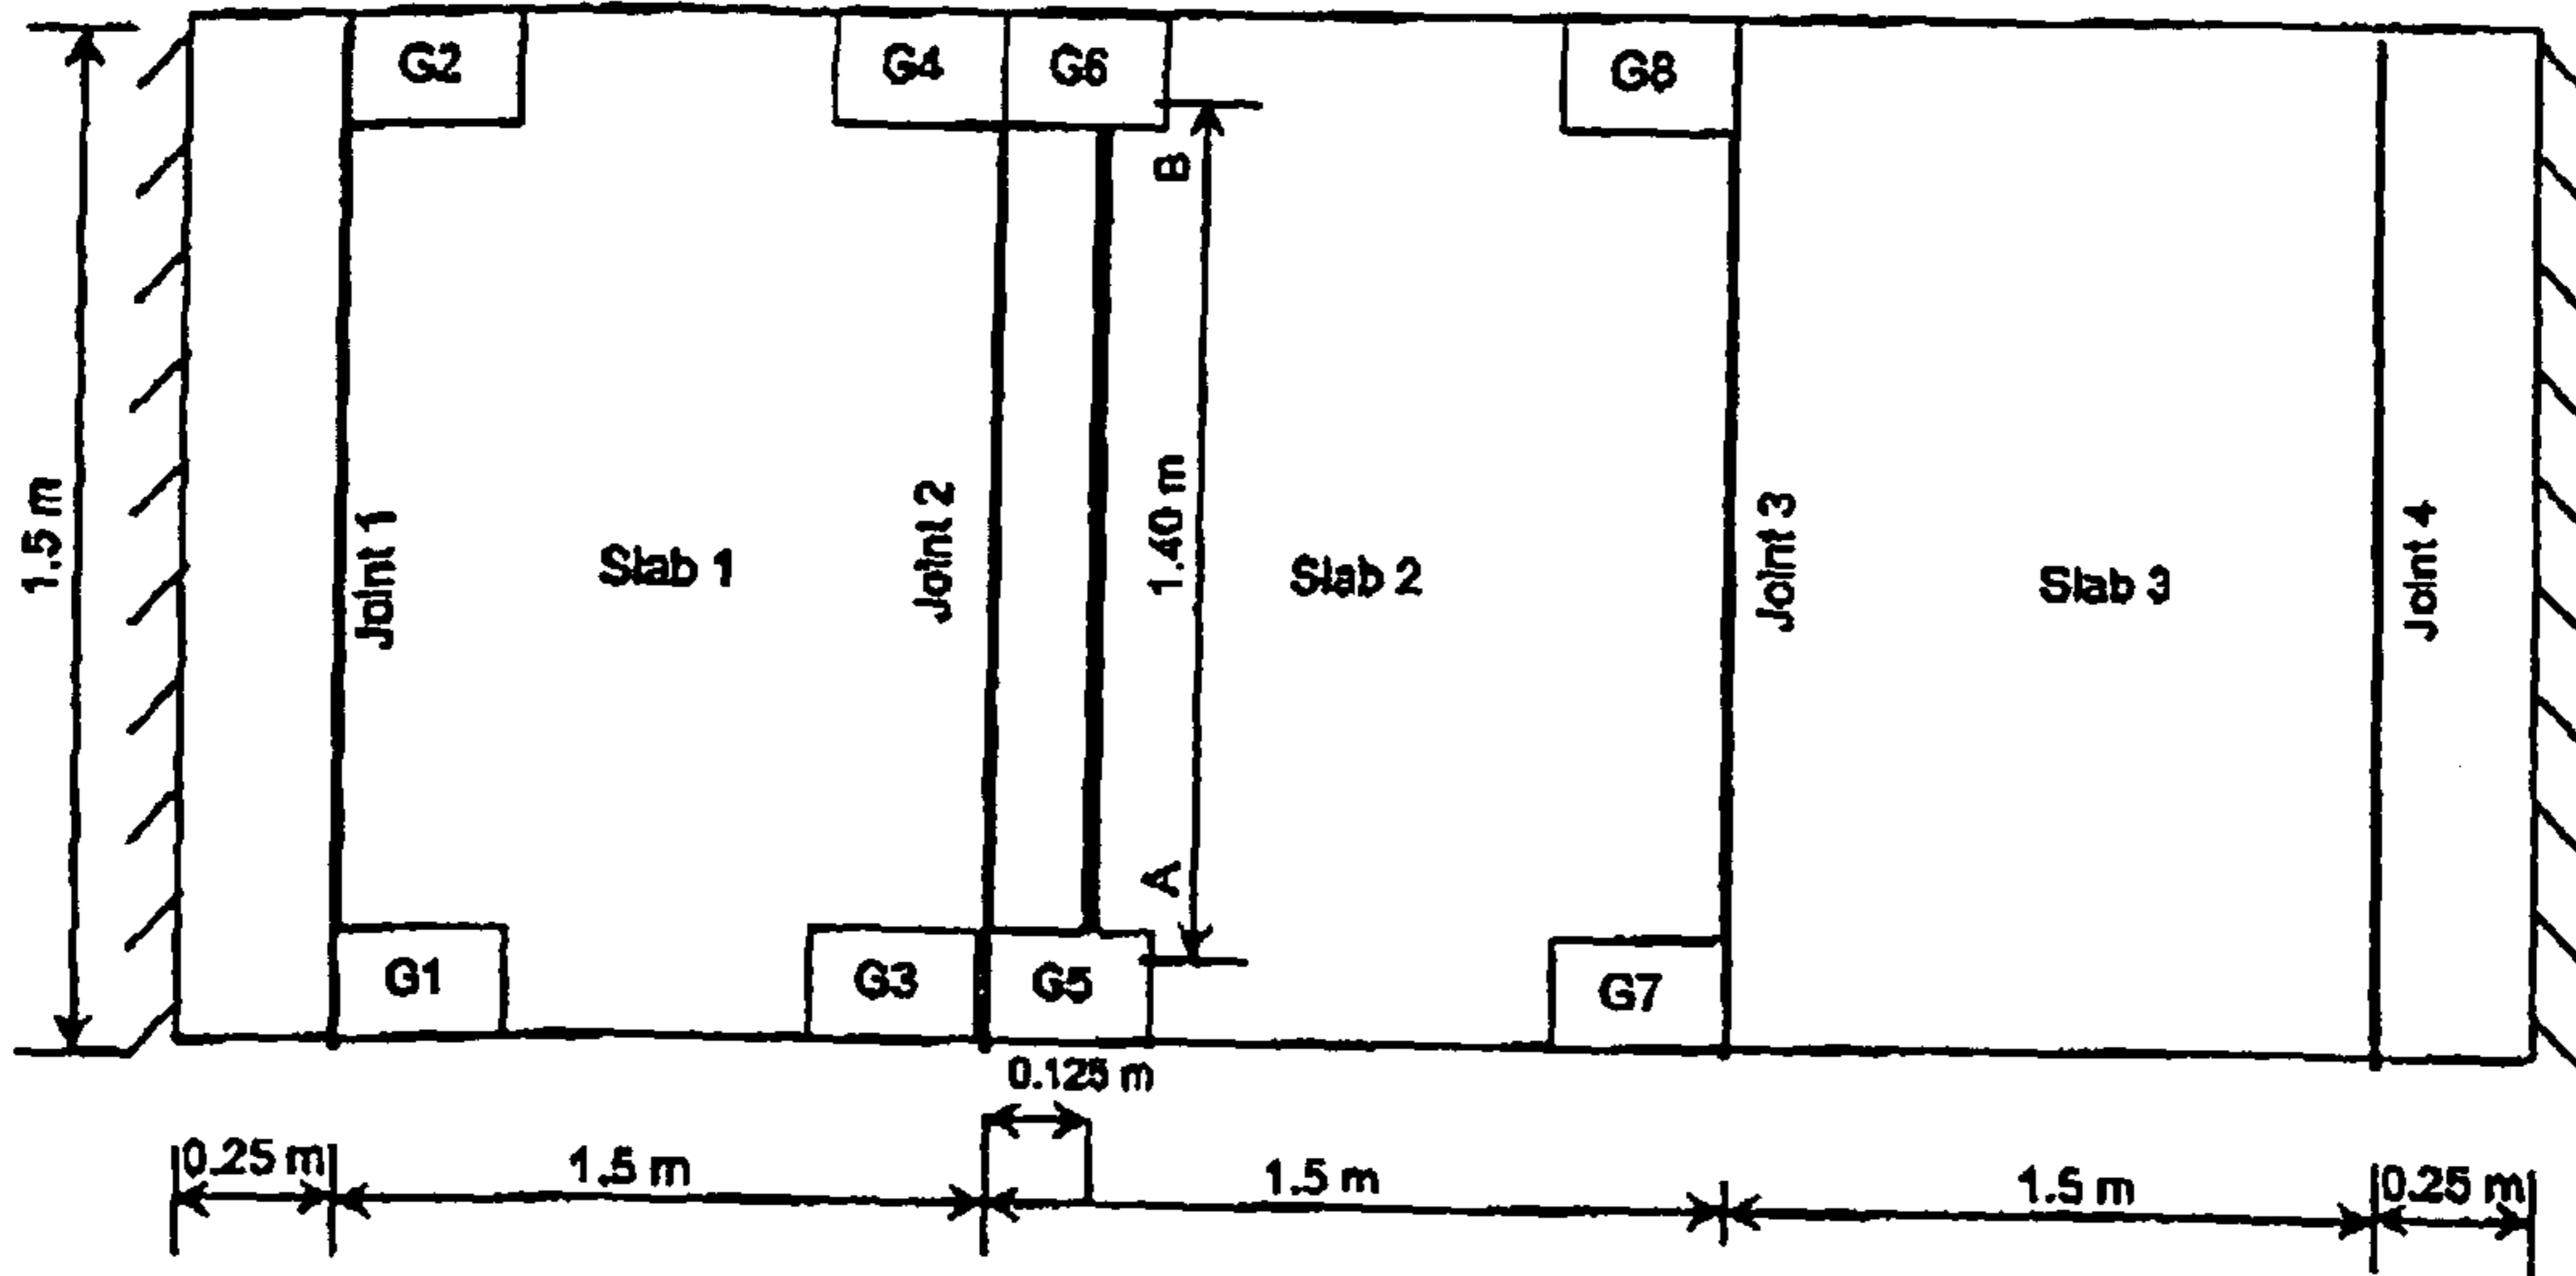 G2
G4
G6
G8
B
1.5 m
Joint 1
Slab 1
Joint 2
1.40 m
Slab 2
Joint 3
Slab 3
Joint 4
A
G1
G3
G5
G7
0.125 m
0.25 m
1.5 m
1.5 m
1.5 m
0.25 m